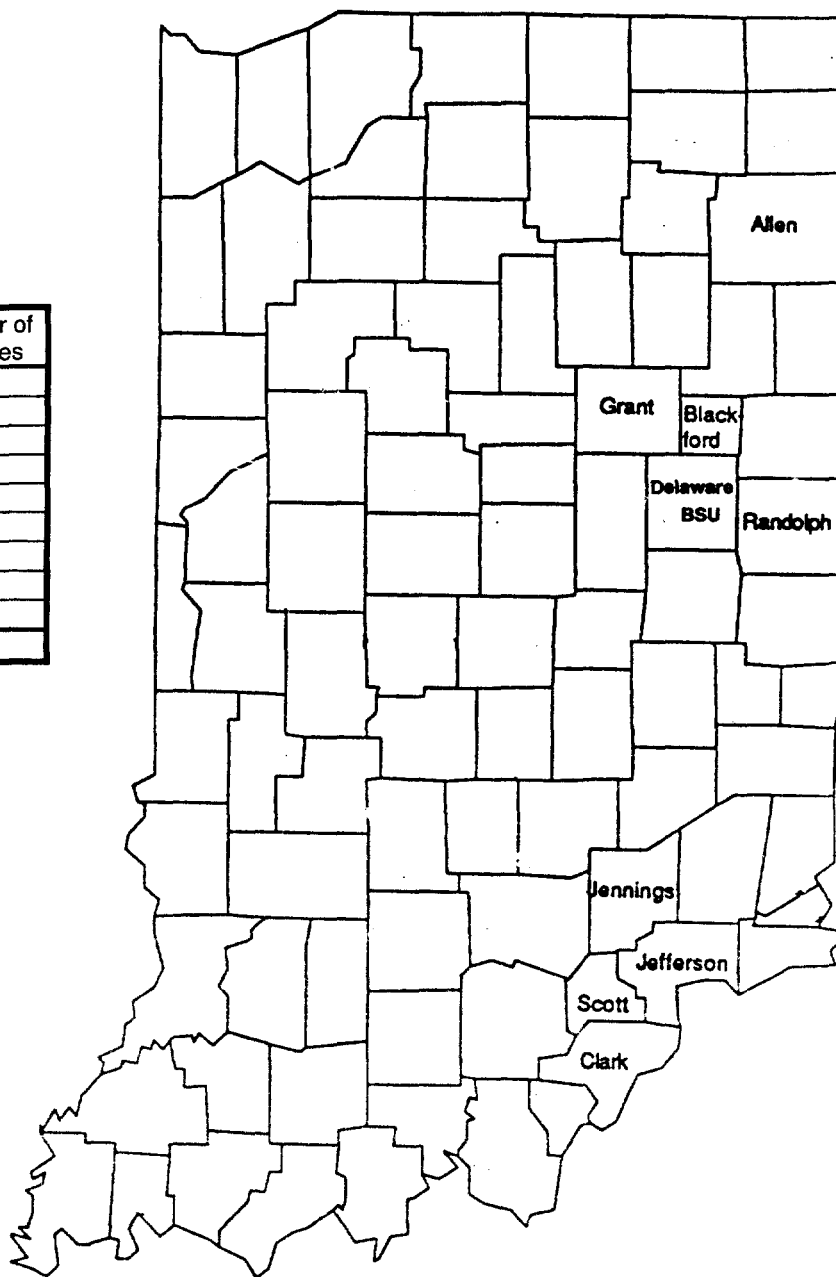 r of
es
Allen
Grant
Black-
ford
Delaware
BSU
Randolph
Jennings
Jefferson
Scott
Clark